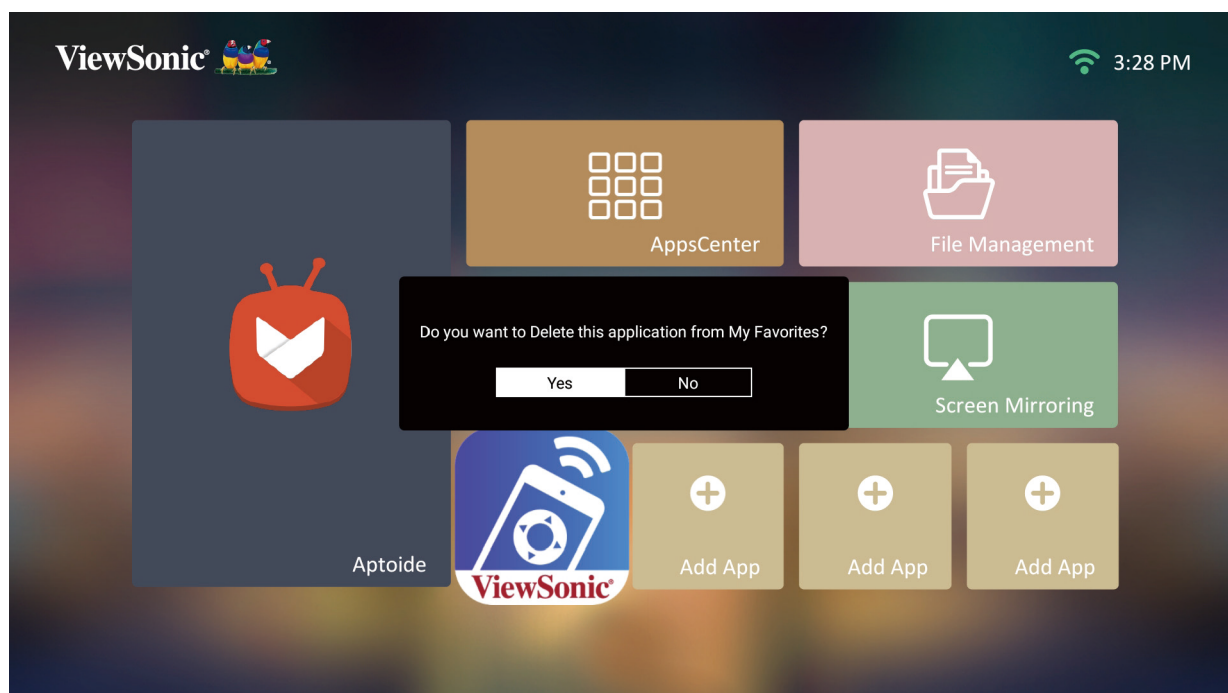 ViewSonic®
3:28 PM
AppsCenter
File Management
Do you want to Delete this application from My Favorites?
Yes No
Screen Mirroring
Aptoide
ViewSonic®
Add App
Add App
Add App